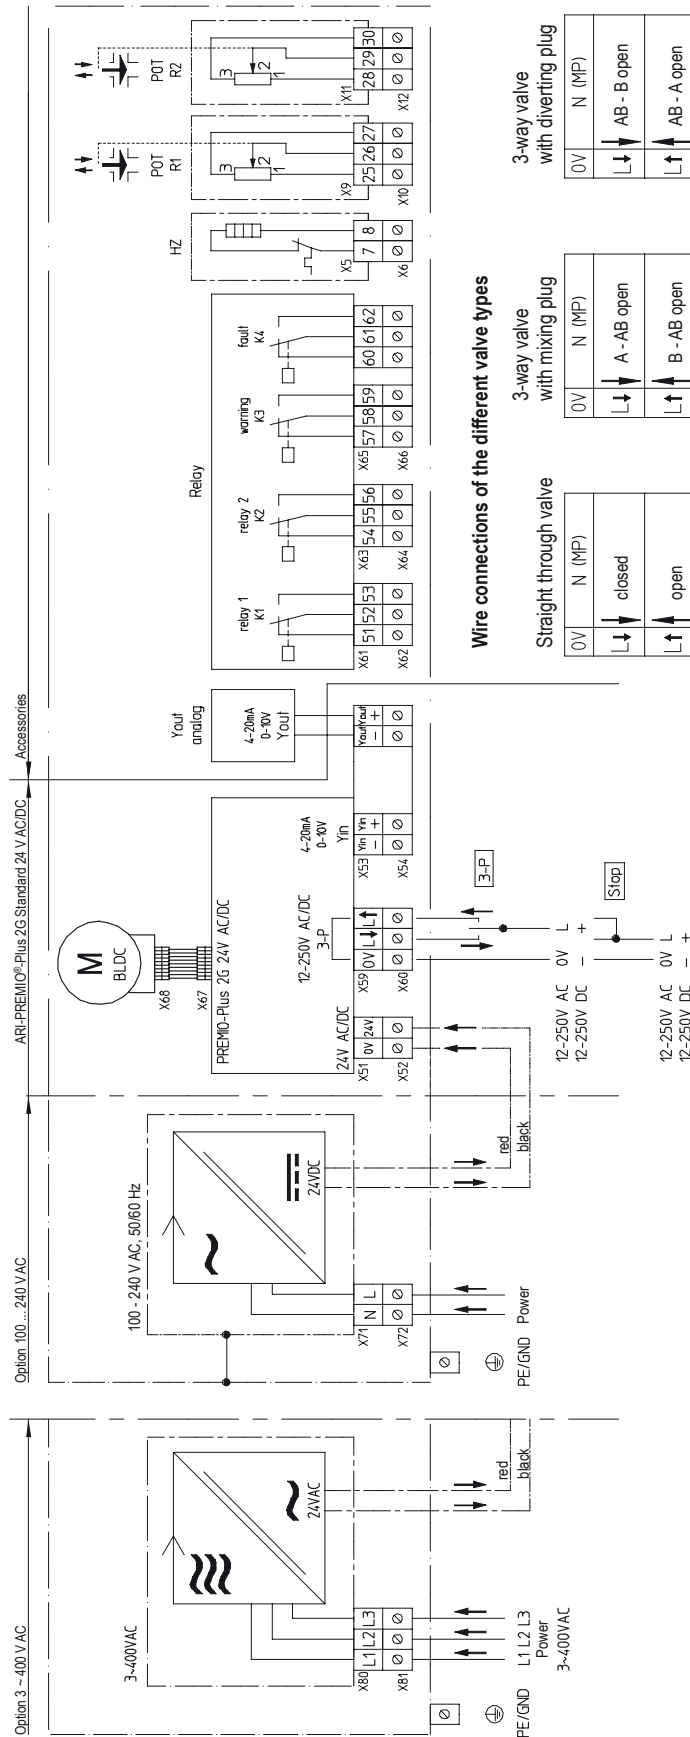 Option 3 ~ 400 V AC
Option 100 ... 240 V AC
ARI-PREMIO®-Plus 2G Standard 24 V AC/DC
Accessories
3~400VAC
24VAC
X80
L1 L2 L3
X81
PE/GND
L1 L2 L3
Power
3~400VAC
red
black
100 - 240 V AC, 50/60 Hz
24VDC
X71
N L
X72
PE/GND
Power
red
black
M
BLDC
X68
X67
PREMIO-Plus 2G 24V AC/DC
24V AC/DC
X51
0V 24V
X52
12-250V AC/DC
3-P
X59
0V L L
X60
4-20mA
0-10V
Yin
X53
Yin Yin
- +
X54
3-P
12-250V AC 0V L
12-250V DC - +
Stop
12-250V AC 0V L
12-250V DC - +
Yout
analog
4-20mA
0-10V
Yout
Yout Yout
- +
Relay
relay 1
K1
X61
51 52 53
X62
relay 2
K2
X63
54 55 56
X64
warning
K3
X65
57 58 59
X66
fault
K4
60 61 62
HZ
X5
7 8
X6
POT
R1
3
2
1
X9
25 26 27
X10
POT
R2
3
2
1
X11
28 29 30
X12
Wire connections of the different valve types
Straight through valve
0V N (MP)
L closed
L open
3-way valve
with mixing plug
0V N (MP)
L A - AB open
L B - AB open
3-way valve
with diverting plug
0V N (MP)
L AB - B open
L AB - A open